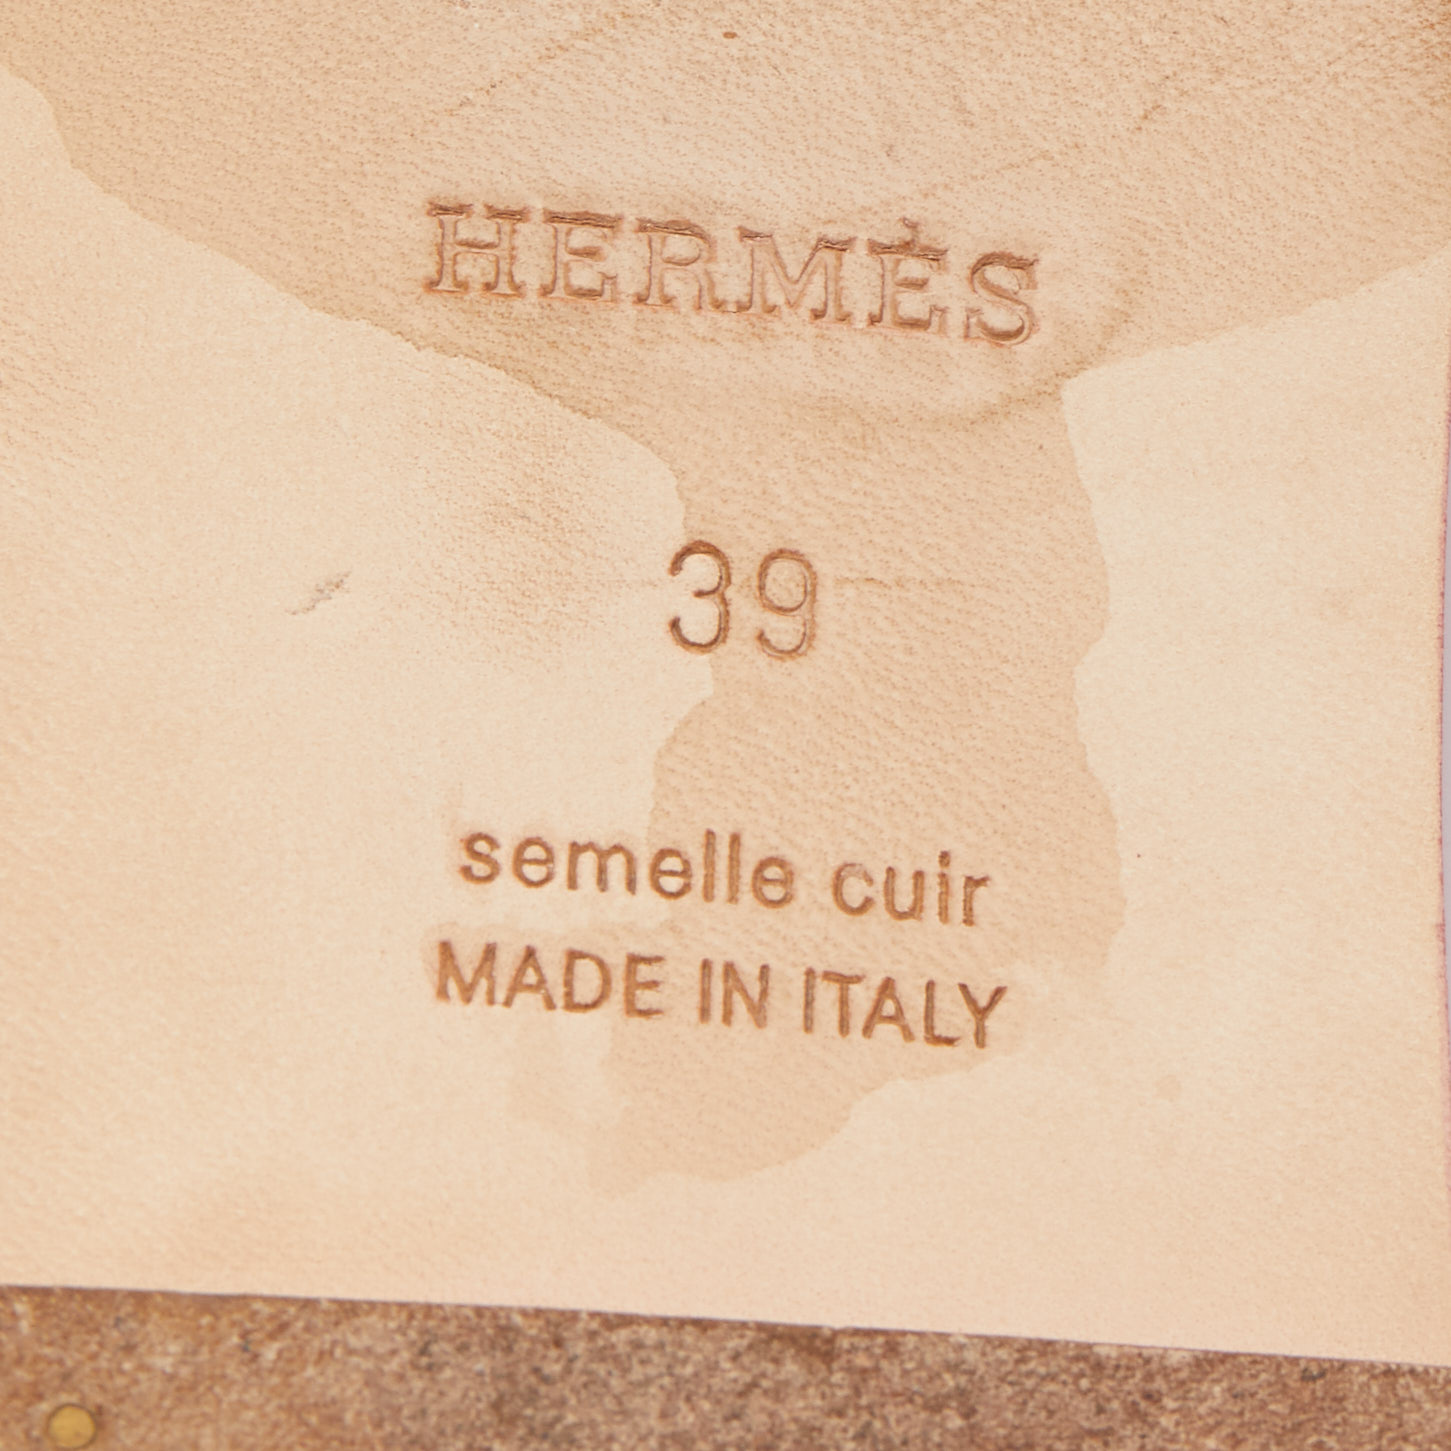 HERMÈS
39
semelle cuir
MADE IN ITALY